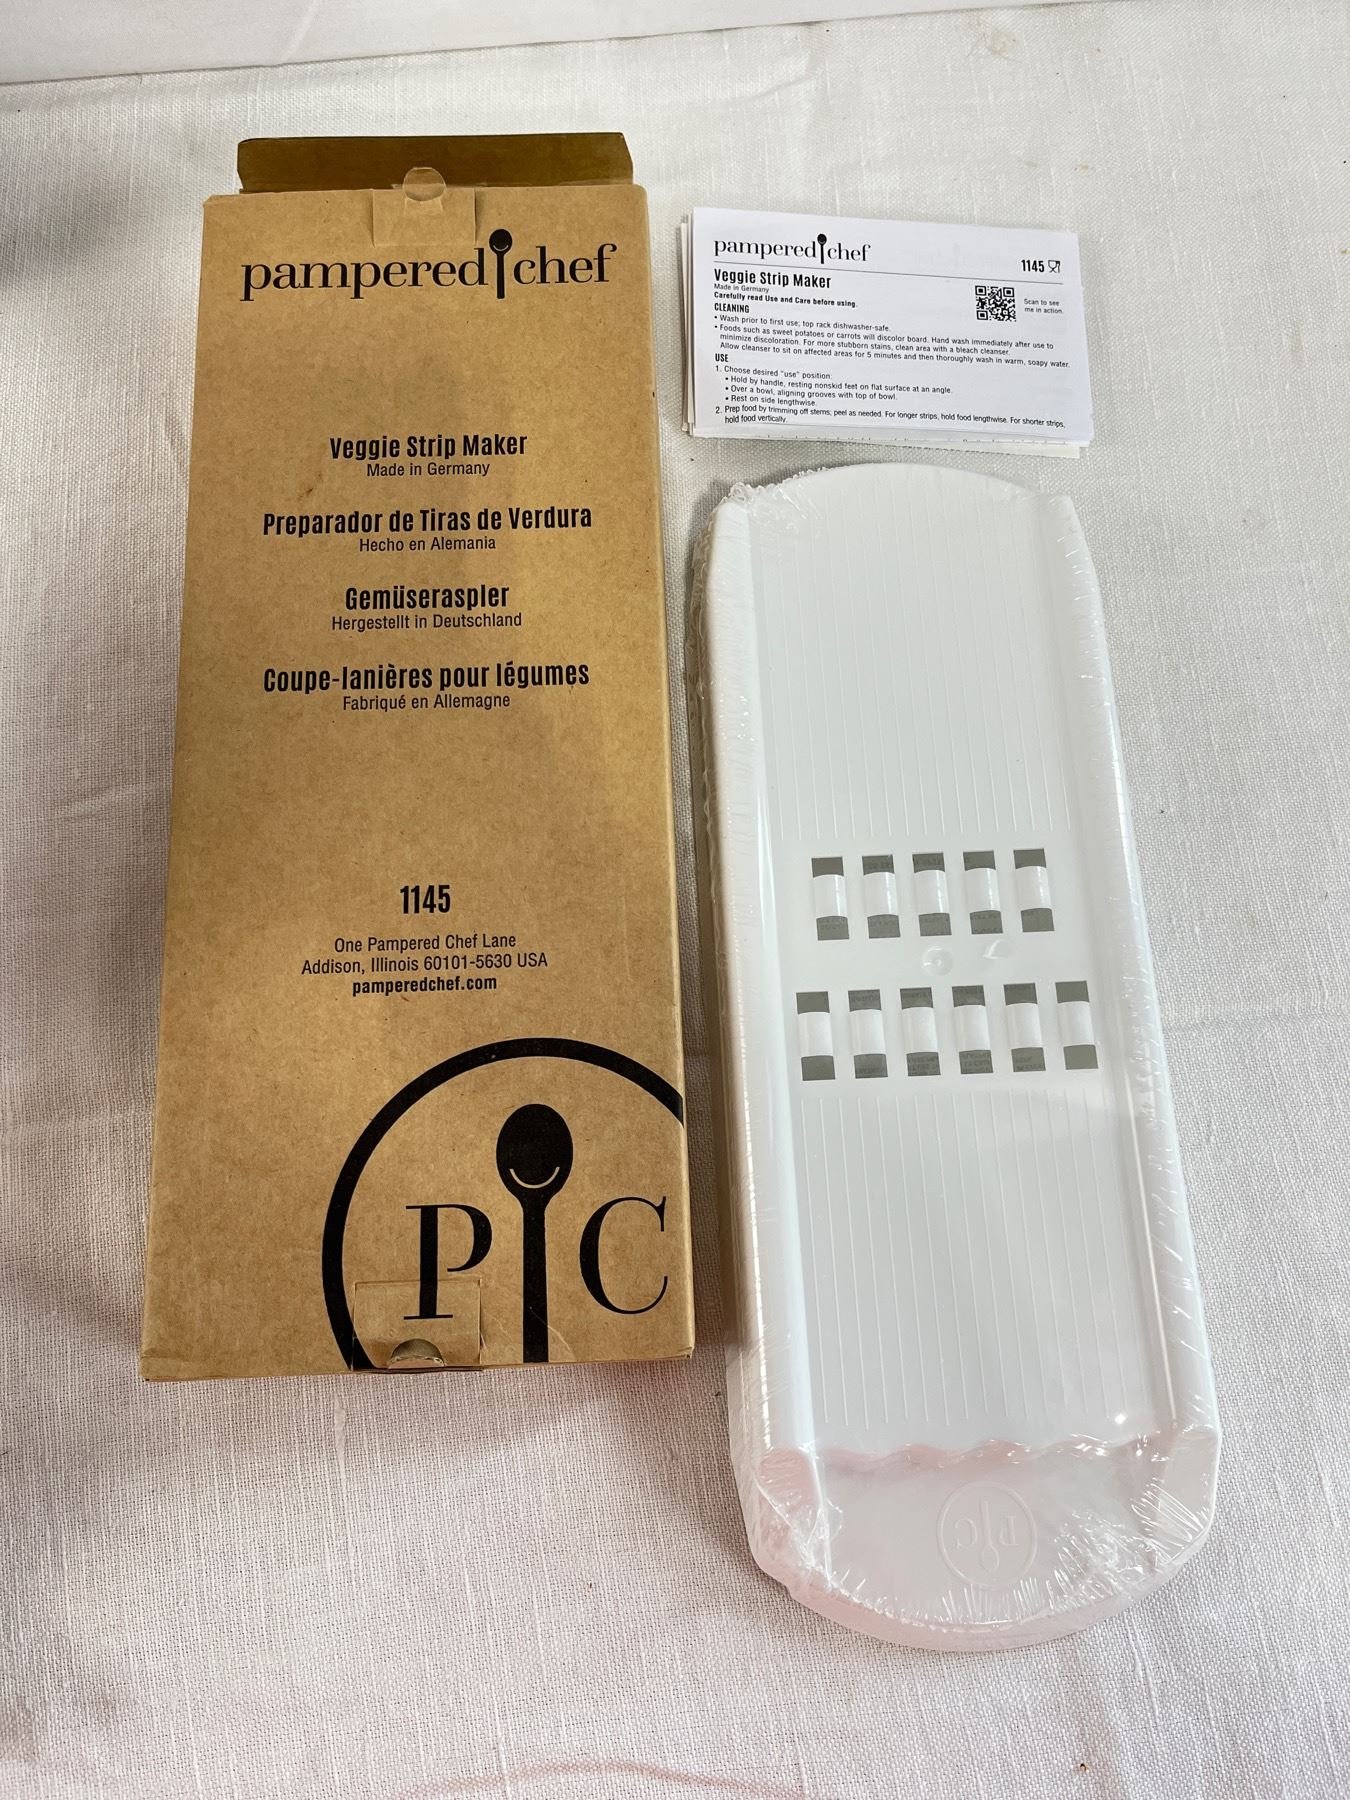 pampered chef
Veggie Strip Maker
Made in Germany
Preparador de Tiras de Verdura
Hecho en Alemania
Gemüseraspler
Hergestellt in Deutschland
Coupe-lanières pour légumes
Fabriqué en Allemagne
1145
One Pampered Chef Lane
Addison, Illinois 60101-5630 USA
pamperedchef.com
P C
pampered chef
1145
Veggie Strip Maker
Made in Germany
Carefully read Use and Care before using.
Scan to see
me in action.
CLEANING
• Wash prior to first use; top rack dishwasher-safe.
• Foods such as sweet potatoes or carrots will discolor board. Hand wash immediately after use to
minimize discoloration. For more stubborn stains, clean area with a bleach cleanser.
Allow cleanser to sit on affected areas for 5 minutes and then thoroughly wash in warm, soapy water.
USE
1. Choose desired "use" position:
• Hold by handle, resting nonskid feet on flat surface at an angle.
• Over a bowl, aligning grooves with top of bowl.
• Rest on side lengthwise.
2. Prep food by trimming off stems; peel as needed. For longer strips, hold food lengthwise. For shorter strips,
hold food vertically.
P C